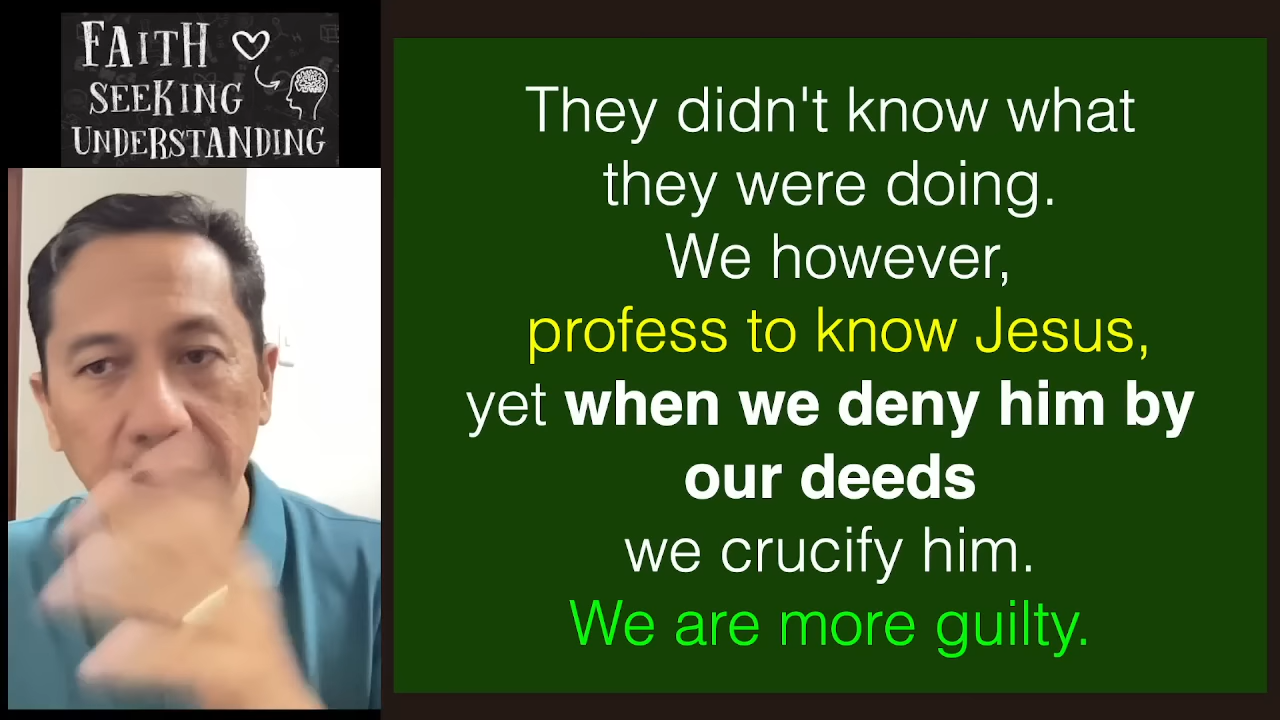 FAITH
SEEKING
UNDERSTANDING
They didn't know what
they were doing.
We however,
profess to know Jesus,
yet when we deny him by
our deeds
we crucify him.
We are more guilty.